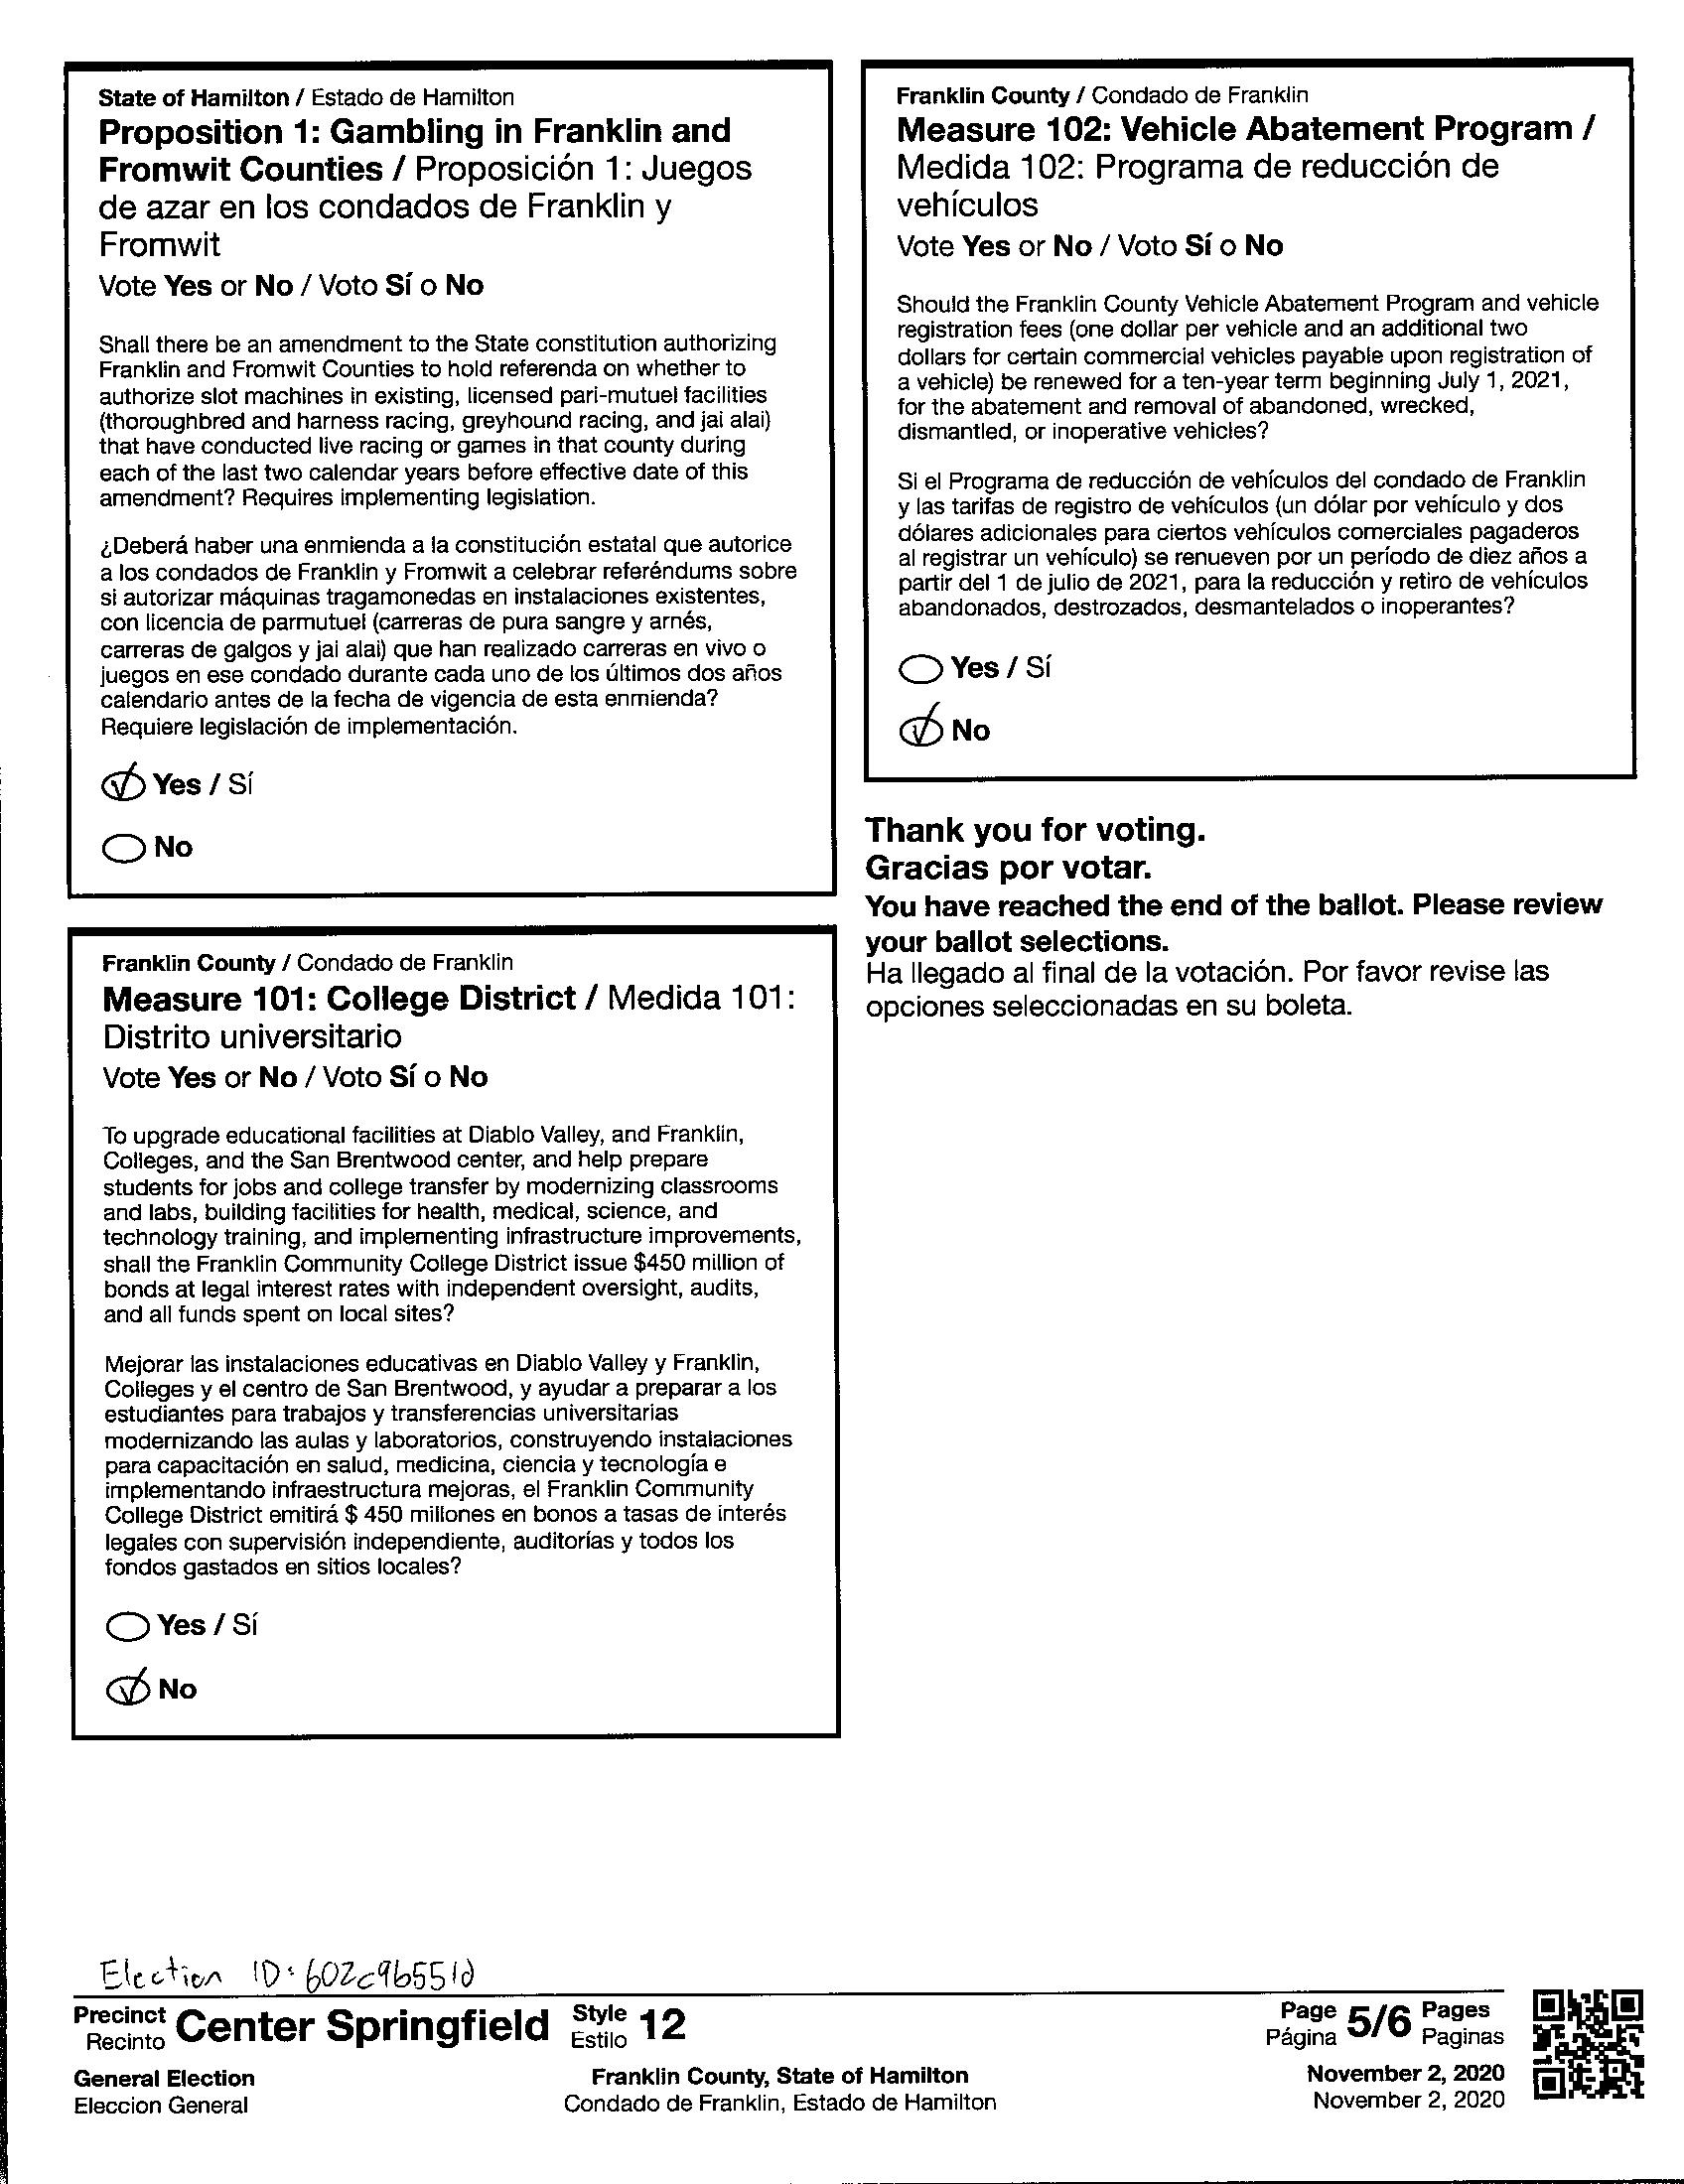 State of Hamilton / Estado de Hamilton
Proposition 1: Gambling in Franklin and
Fromwit Counties / Proposición 1: Juegos
de azar en los condados de Franklin y
Fromwit
Vote Yes or No / Voto Sí o No
Shall there be an amendment to the State constitution authorizing
Franklin and Fromwit Counties to hold referenda on whether to
authorize slot machines in existing, licensed pari-mutuel facilities
(thoroughbred and harness racing, greyhound racing, and jai alai)
that have conducted live racing or games in that county during
each of the last two calendar years before effective date of this
amendment? Requires implementing legislation.
¿Deberá haber una enmienda a la constitución estatal que autorice
a los condados de Franklin y Fromwit a celebrar referéndums sobre
si autorizar máquinas tragamonedas en instalaciones existentes,
con licencia de parmutuel (carreras de pura sangre y arnés,
carreras de galgos y jai alai) que han realizado carreras en vivo o
juegos en ese condado durante cada uno de los últimos dos años
calendario antes de la fecha de vigencia de esta enmienda?
Requiere legislación de implementación.
Yes / Sí
No
Franklin County / Condado de Franklin
Measure 101: College District / Medida 101:
Distrito universitario
Vote Yes or No / Voto Sí o No
To upgrade educational facilities at Diablo Valley, and Franklin,
Colleges, and the San Brentwood center, and help prepare
students for jobs and college transfer by modernizing classrooms
and labs, building facilities for health, medical, science, and
technology training, and implementing infrastructure improvements,
shall the Franklin Community College District issue $450 million of
bonds at legal interest rates with independent oversight, audits,
and all funds spent on local sites?
Mejorar las instalaciones educativas en Diablo Valley y Franklin,
Colleges y el centro de San Brentwood, y ayudar a preparar a los
estudiantes para trabajos y transferencias universitarias
modernizando las aulas y laboratorios, construyendo instalaciones
para capacitación en salud, medicina, ciencia y tecnología e
implementando infraestructura mejoras, el Franklin Community
College District emitirá $ 450 millones en bonos a tasas de interés
legales con supervisión independiente, auditorías y todos los
fondos gastados en sitios locales?
Yes / Sí
No
Franklin County / Condado de Franklin
Measure 102: Vehicle Abatement Program /
Medida 102: Programa de reducción de
vehículos
Vote Yes or No / Voto Sí o No
Should the Franklin County Vehicle Abatement Program and vehicle
registration fees (one dollar per vehicle and an additional two
dollars for certain commercial vehicles payable upon registration of
a vehicle) be renewed for a ten-year term beginning July 1, 2021,
for the abatement and removal of abandoned, wrecked,
dismantled, or inoperative vehicles?
Si el Programa de reducción de vehículos del condado de Franklin
y las tarifas de registro de vehículos (un dólar por vehículo y dos
dólares adicionales para ciertos vehículos comerciales pagaderos
al registrar un vehículo) se renueven por un período de diez años a
partir del 1 de julio de 2021, para la reducción y retiro de vehículos
abandonados, destrozados, desmantelados o inoperantes?
Yes / Sí
No
Thank you for voting.
Gracias por votar.
You have reached the end of the ballot. Please review
your ballot selections.
Ha llegado al final de la votación. Por favor revise las
opciones seleccionadas en su boleta.
Election ID: 602c9b551d
Precinct Center Springfield Style 12 Page 5/6 Pages
Recinto Estilo Página Paginas
General Election Franklin County, State of Hamilton November 2, 2020
Eleccion General Condado de Franklin, Estado de Hamilton November 2, 2020